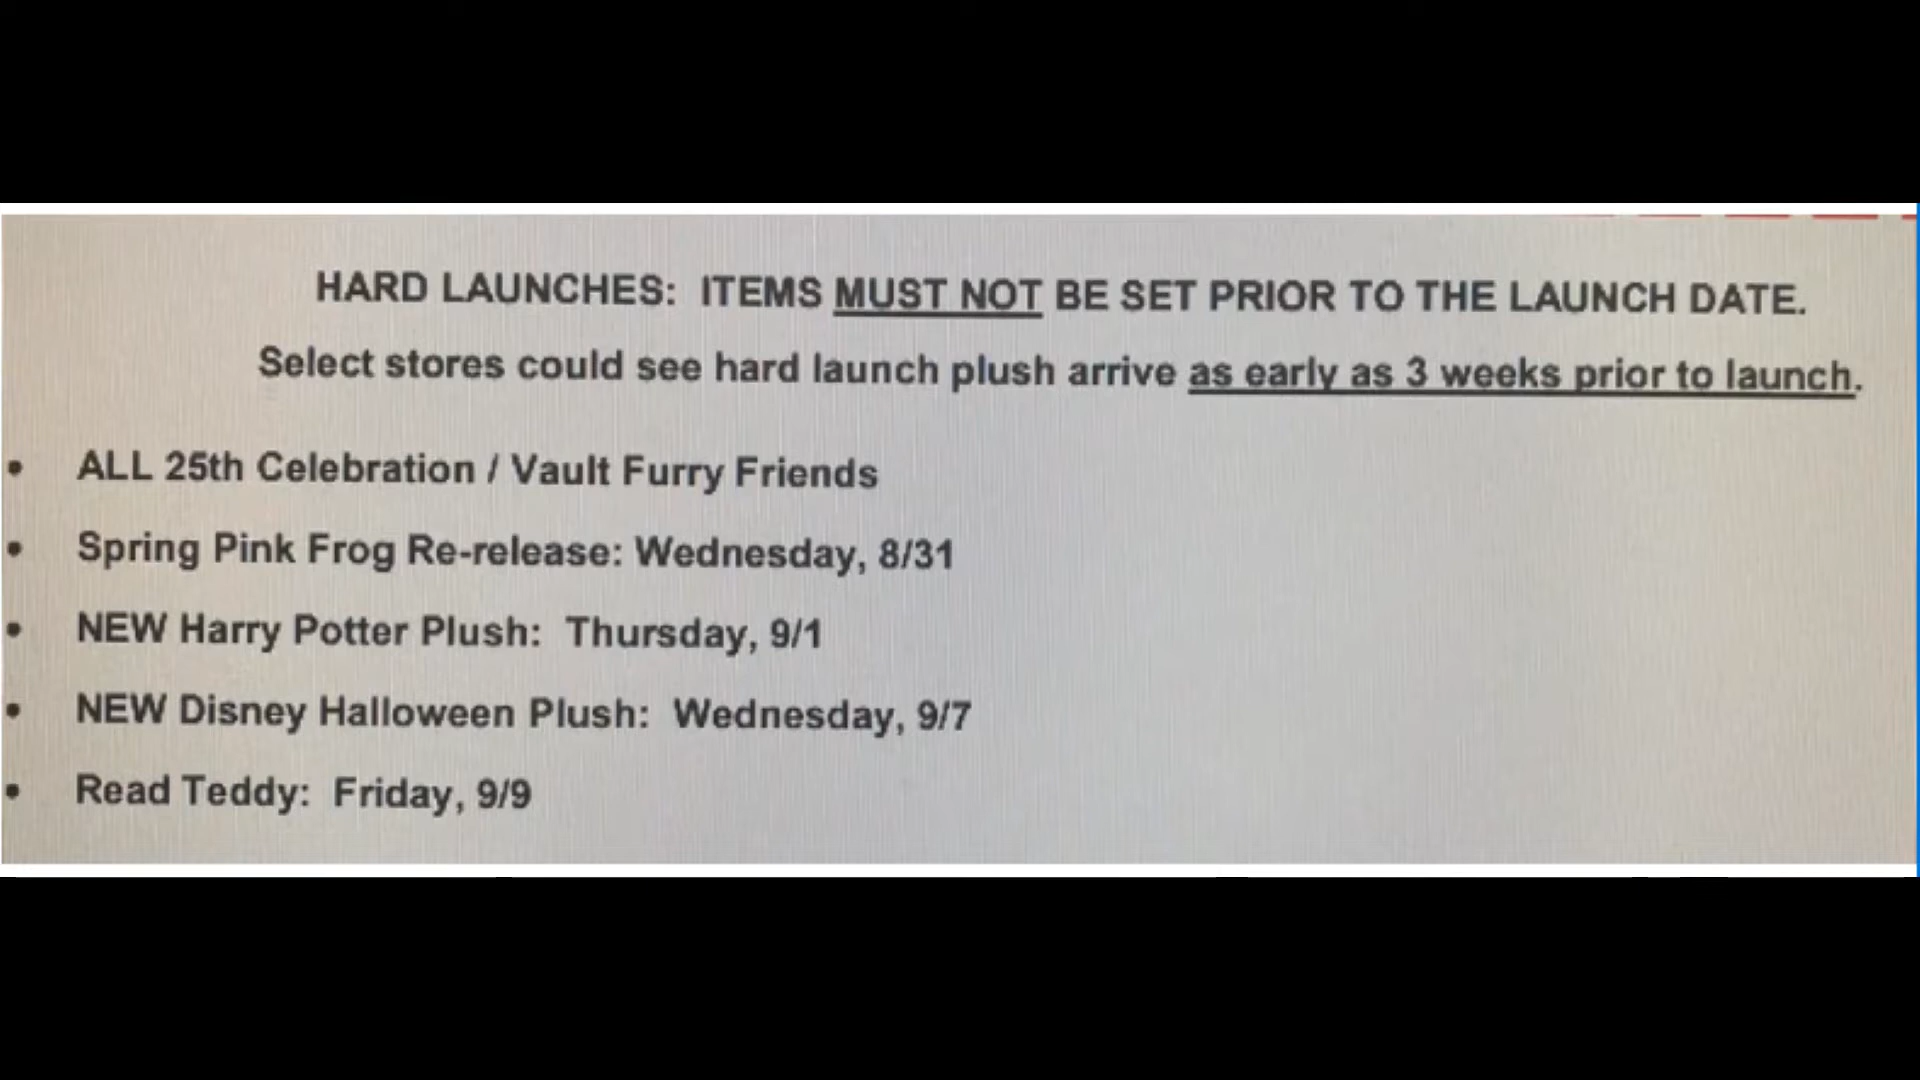 HARD LAUNCHES: ITEMS MUST NOT BE SET PRIOR TO THE LAUNCH DATE.
Select stores could see hard launch plush arrive as early as 3 weeks prior to launch.
• ALL 25th Celebration / Vault Furry Friends
• Spring Pink Frog Re-release: Wednesday, 8/31
• NEW Harry Potter Plush: Thursday, 9/1
• NEW Disney Halloween Plush: Wednesday, 9/7
• Read Teddy: Friday, 9/9